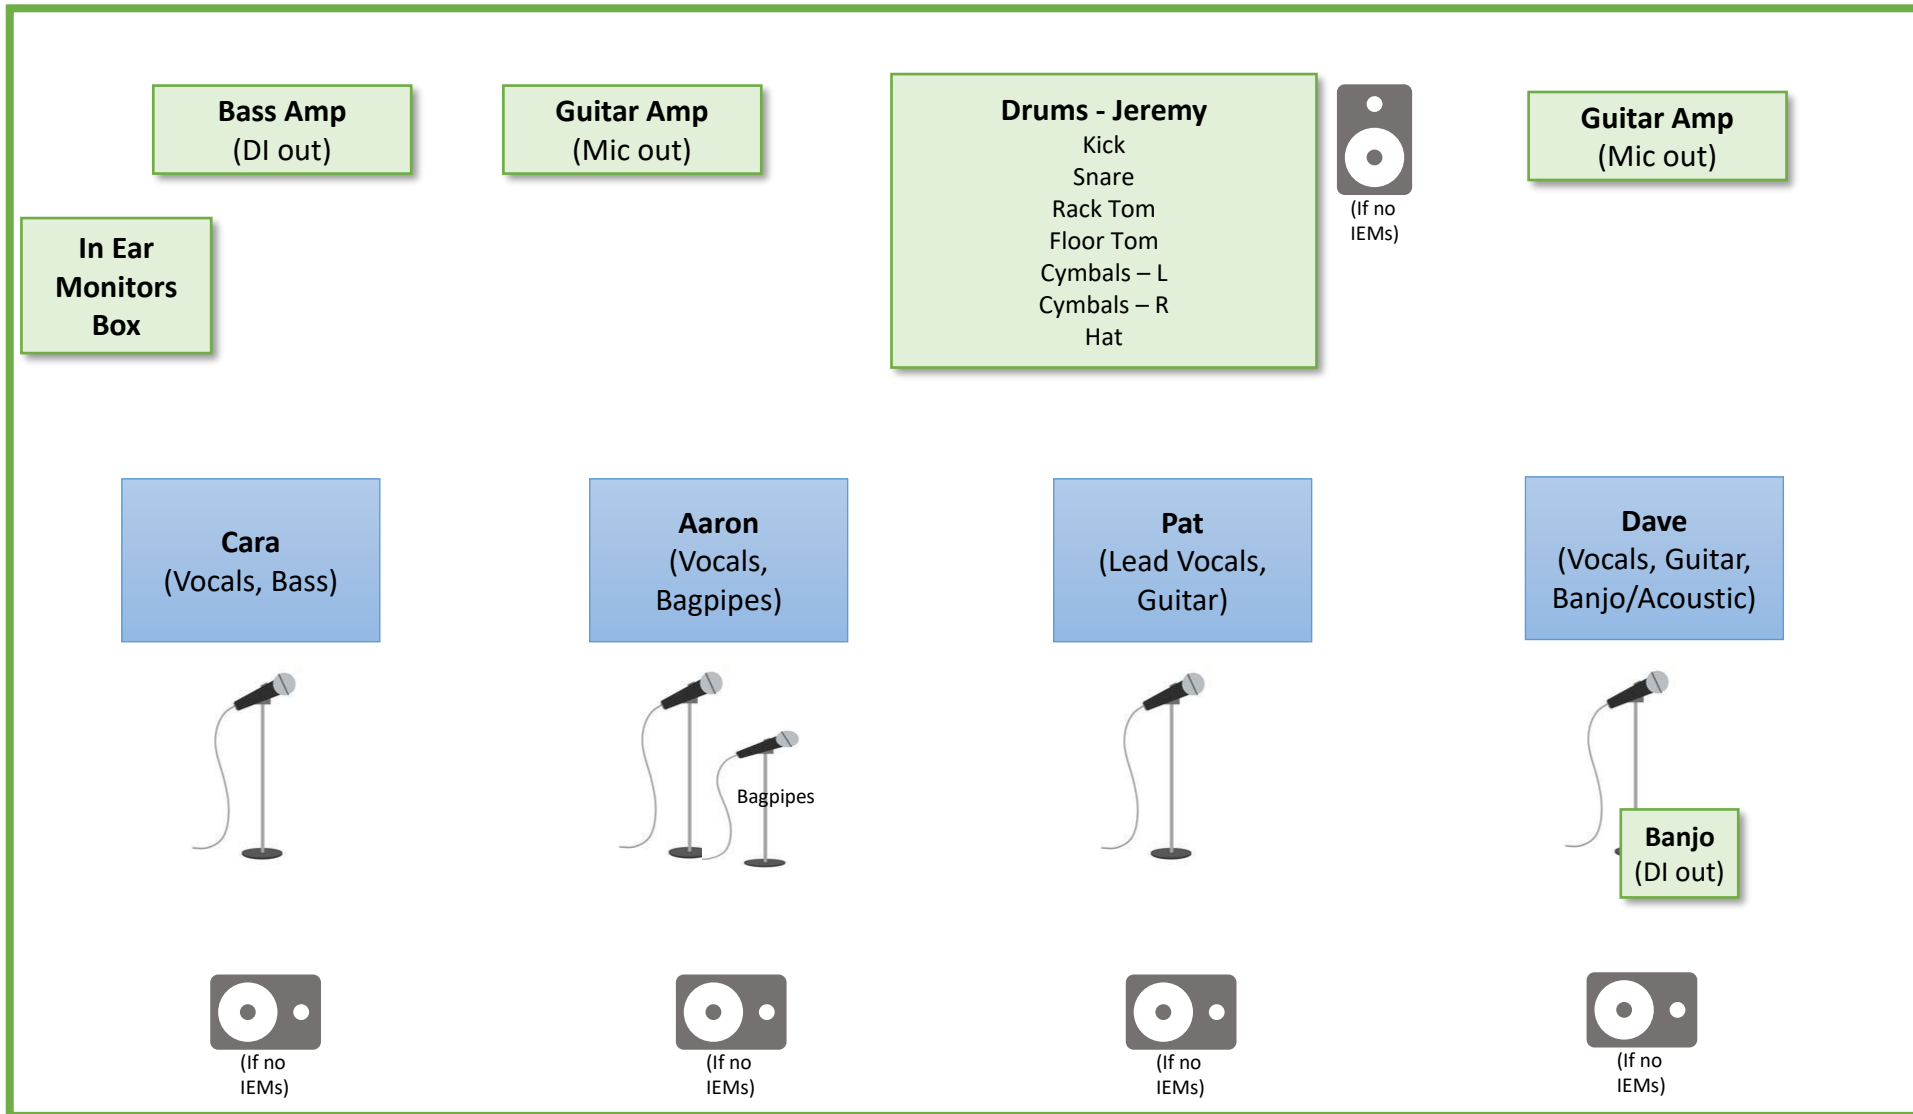 Bass Amp
(DI out)
Guitar Amp
(Mic out)
Drums - Jeremy
Kick
Snare
Rack Tom
Floor Tom
Cymbals – L
Cymbals – R
Hat
(If no
IEMs)
Guitar Amp
(Mic out)
In Ear
Monitors
Box
Cara
(Vocals, Bass)
Aaron
(Vocals,
Bagpipes)
Pat
(Lead Vocals,
Guitar)
Dave
(Vocals, Guitar,
Banjo/Acoustic)
Bagpipes
Banjo
(DI out)
(If no
IEMs)
(If no
IEMs)
(If no
IEMs)
(If no
IEMs)